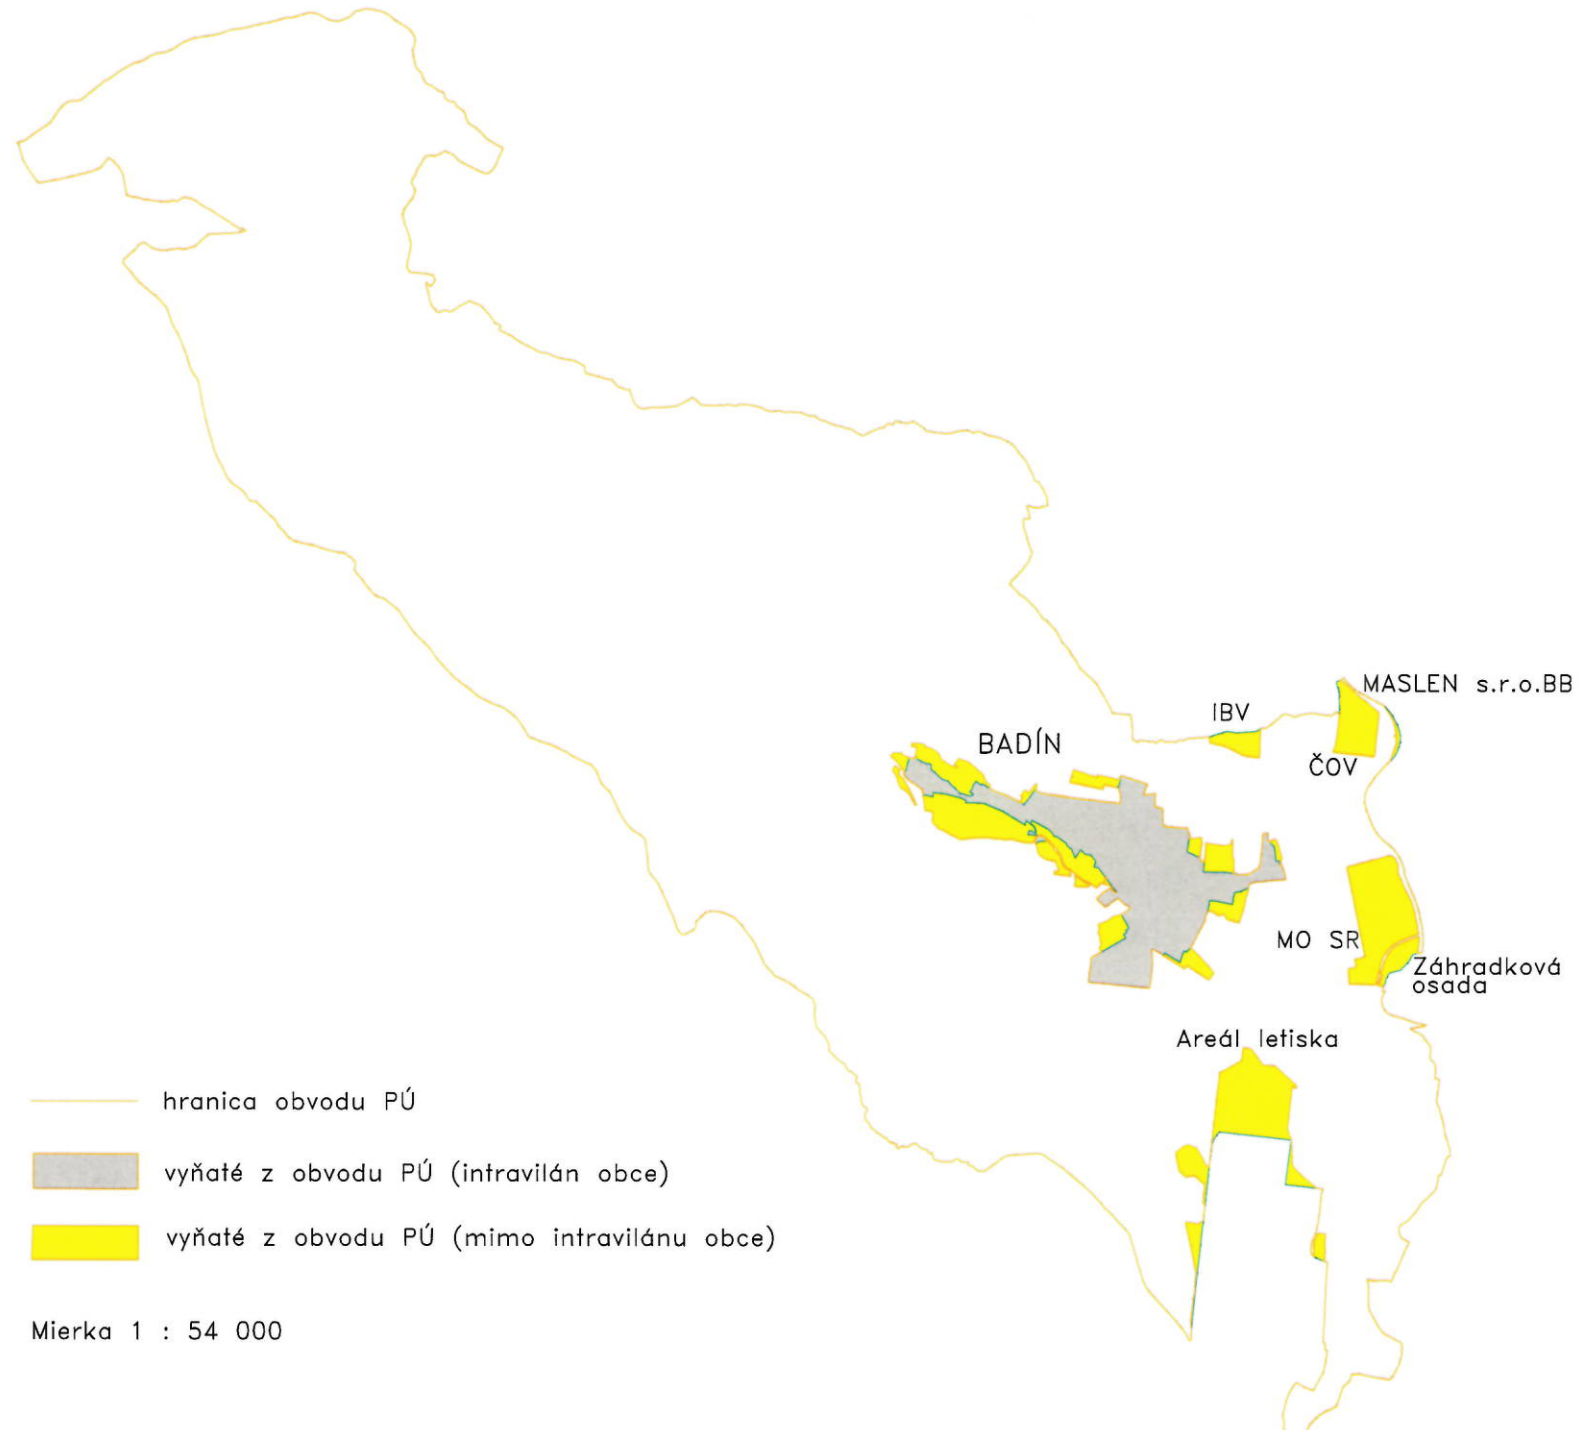 MASLEN s.r.o.BB
IBV
BADÍN
ČOV
MO SR
Záhradková
osada
Areál letiska
hranica obvodu PÚ
vyňaté z obvodu PÚ (intravilán obce)
vyňaté z obvodu PÚ (mimo intravilánu obce)
Mierka 1 : 54 000